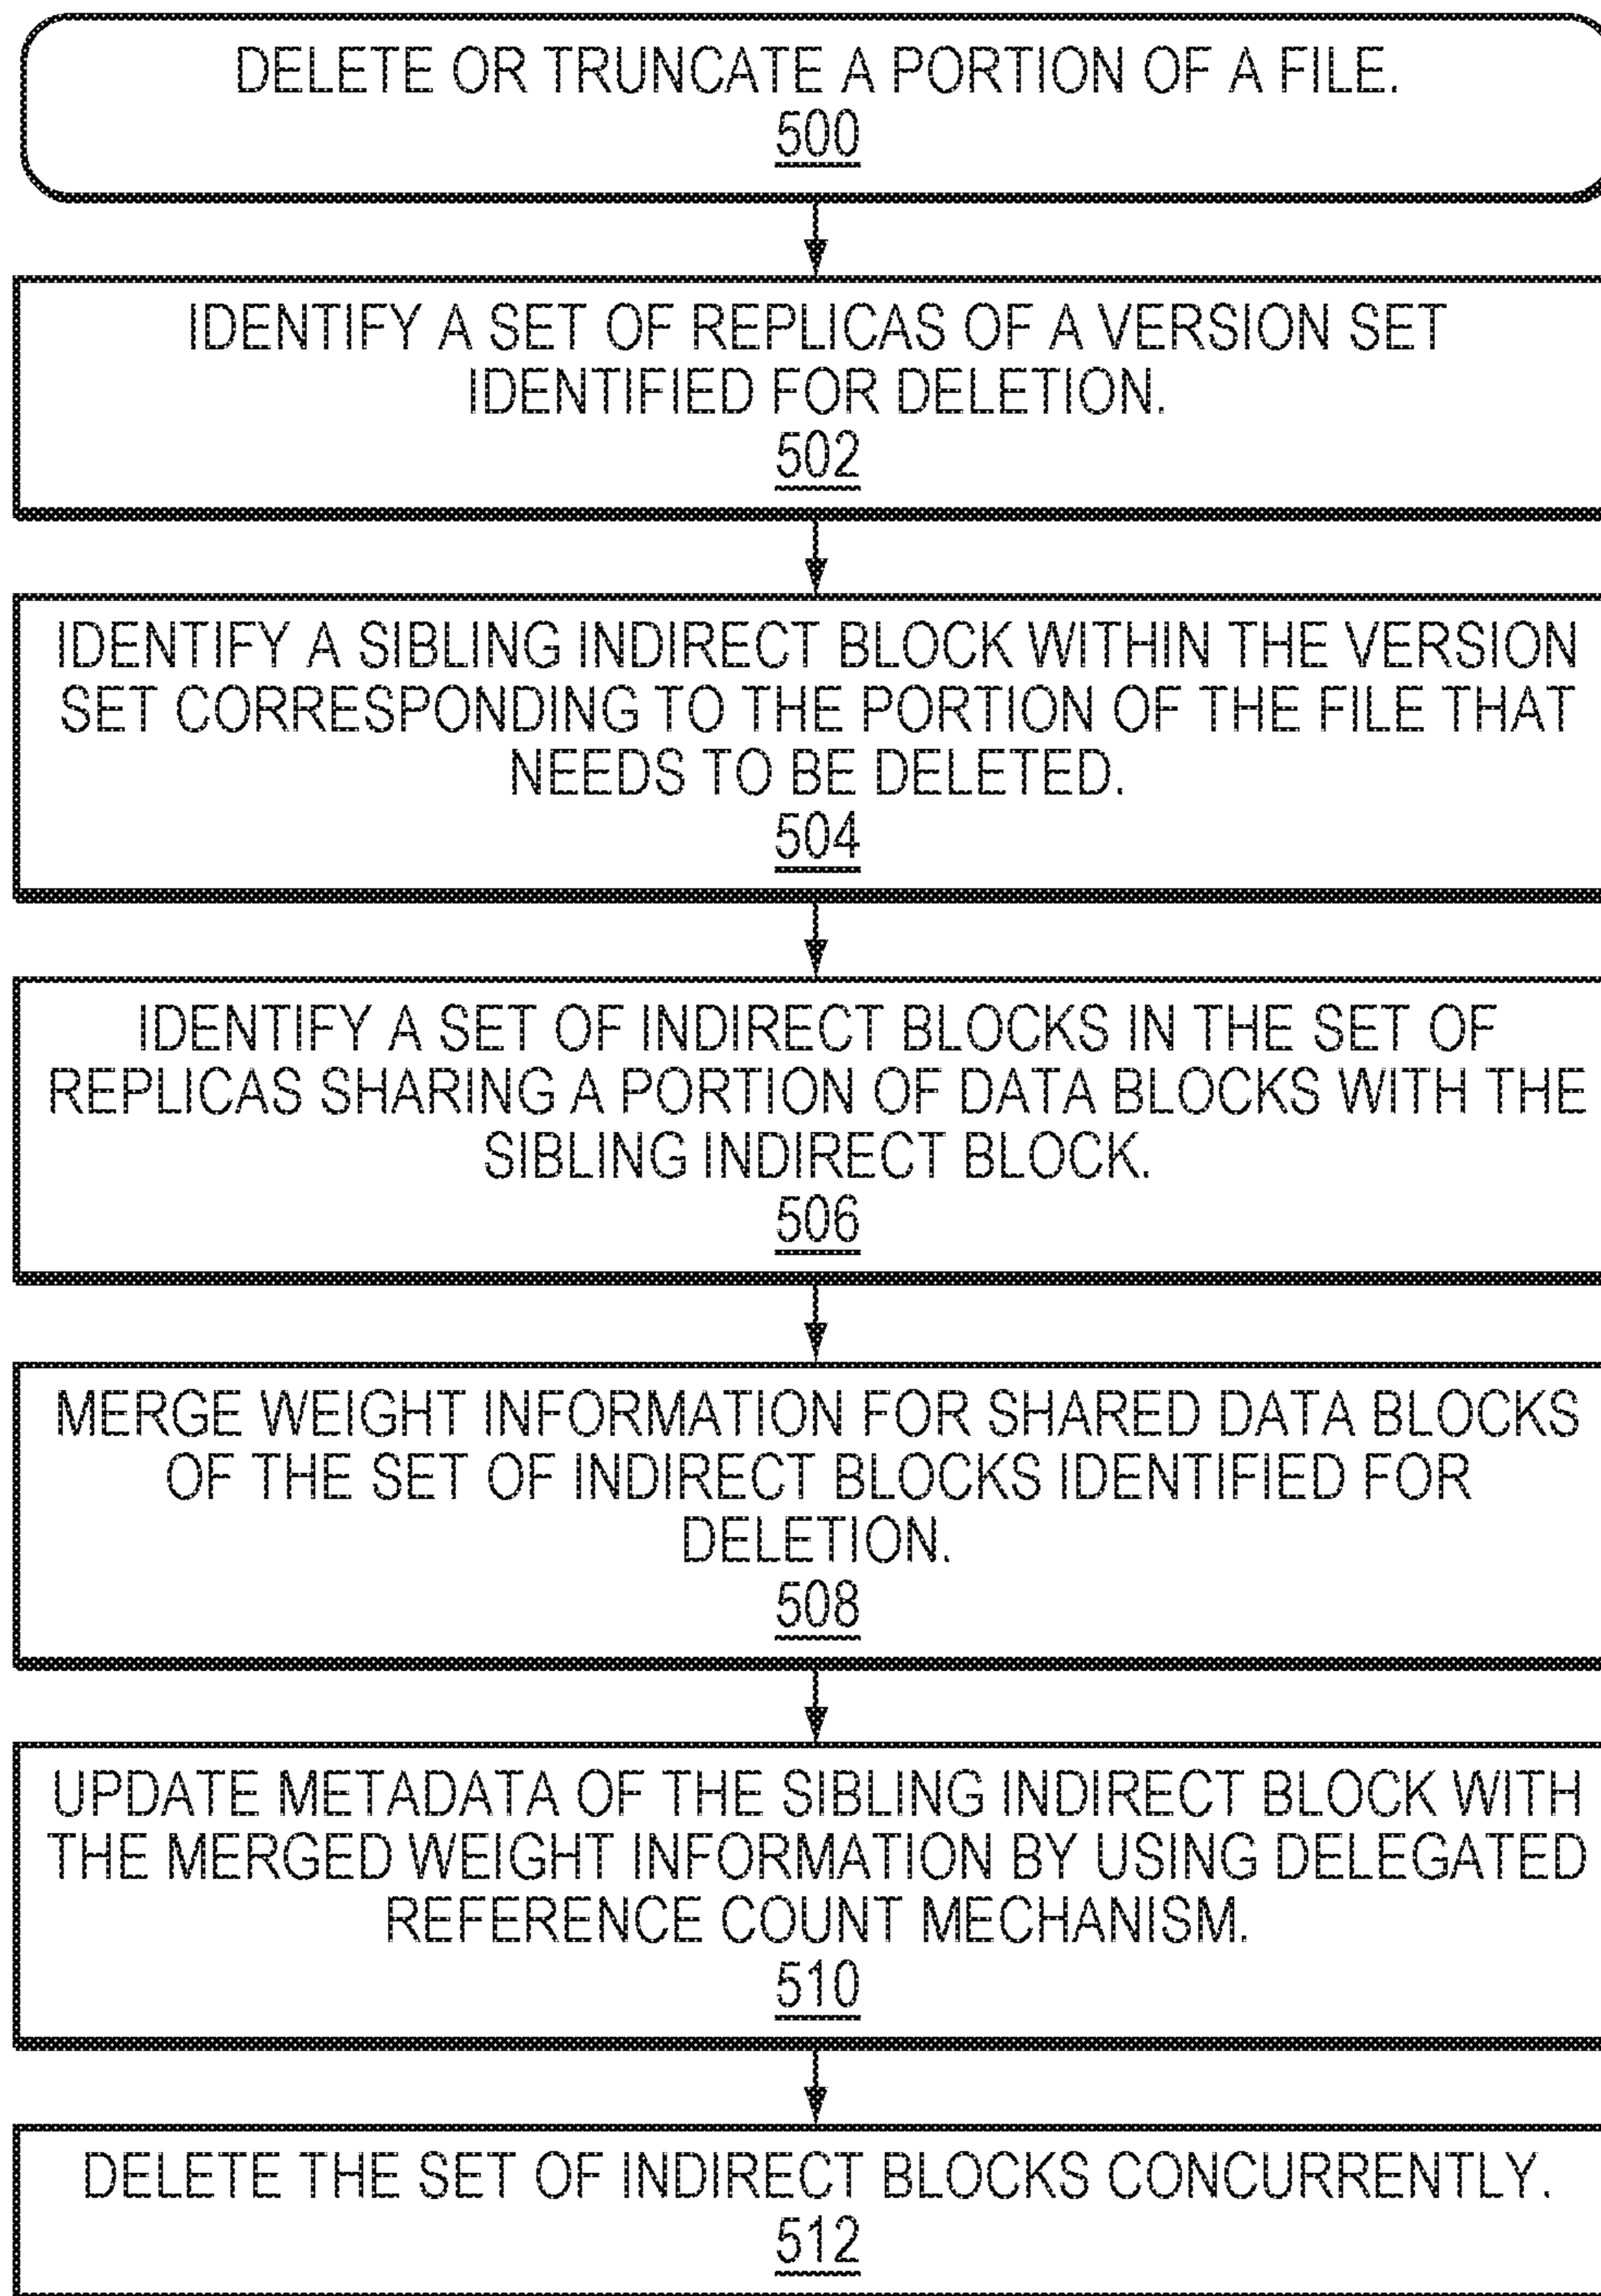 DELETE OR TRUNCATE A PORTION OF A FILE.
500
IDENTIFY A SET OF REPLICAS OF A VERSION SET
IDENTIFIED FOR DELETION.
502
IDENTIFY A SIBLING INDIRECT BLOCK WITHIN THE VERSION
SET CORRESPONDING TO THE PORTION OF THE FILE THAT
NEEDS TO BE DELETED.
504
IDENTIFY A SET OF INDIRECT BLOCKS IN THE SET OF
REPLICAS SHARING A PORTION OF DATA BLOCKS WITH THE
SIBLING INDIRECT BLOCK.
506
MERGE WEIGHT INFORMATION FOR SHARED DATA BLOCKS
OF THE SET OF INDIRECT BLOCKS IDENTIFIED FOR
DELETION.
508
UPDATE METADATA OF THE SIBLING INDIRECT BLOCK WITH
THE MERGED WEIGHT INFORMATION BY USING DELEGATED
REFERENCE COUNT MECHANISM.
510
DELETE THE SET OF INDIRECT BLOCKS CONCURRENTLY.
512